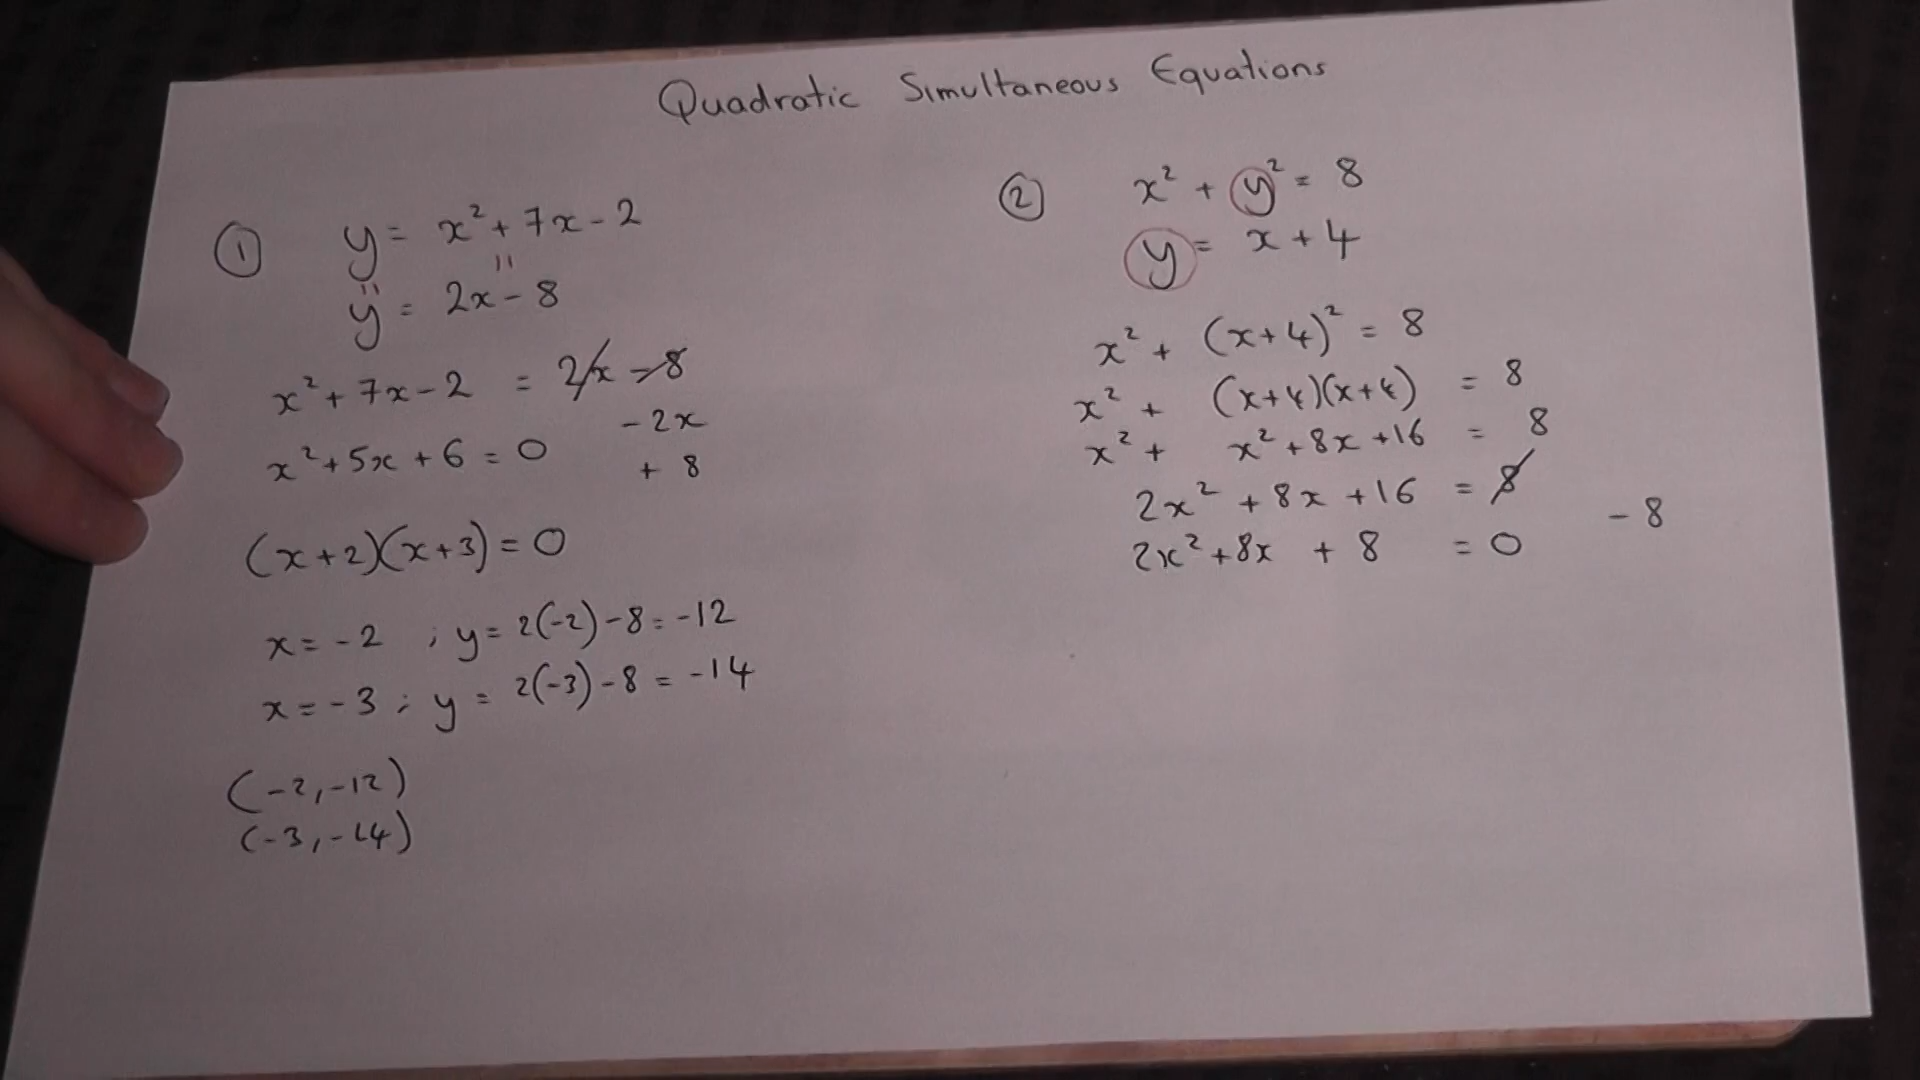 Quadratic Simultaneous Equations
① y = x² + 7x - 2
"
"
y = 2x - 8
x² + 7x - 2 = 2x - 8
- 2x
x² + 5x + 6 = 0
+ 8
(x+2)(x+3) = 0
x = -2 ; y = 2(-2) - 8 = -12
x = -3 ; y = 2(-3) - 8 = -14
(-2, -12)
(-3, -14)
② x² + y² = 8
y = x + 4
x² + (x+4)² = 8
x² + (x+4)(x+4) = 8
x² + x² + 8x + 16 = 8
2x² + 8x + 16 = 8
- 8
2x² + 8x + 8 = 0